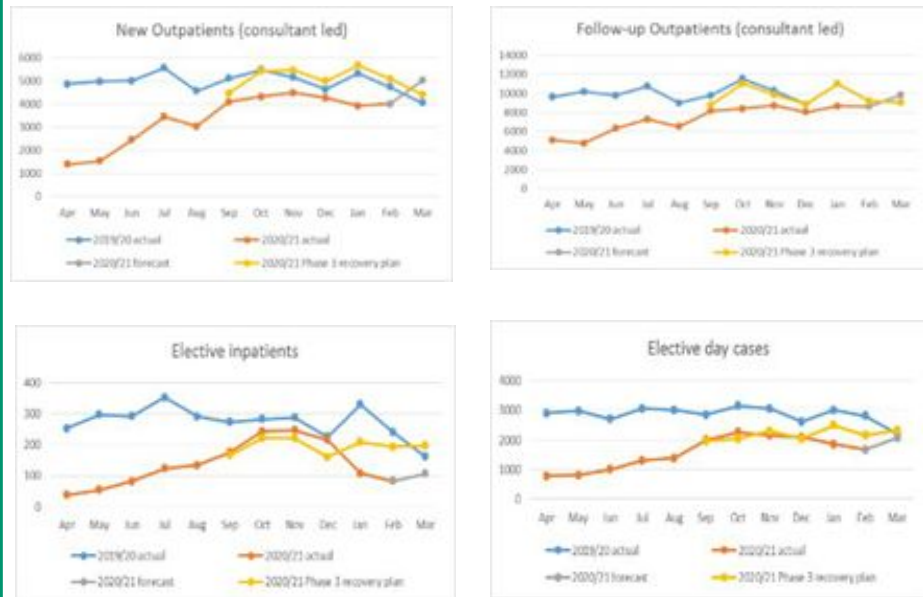 New Outpatients (consultant led)
6000
5000
4000
3000
2000
1000
0
Apr May Jun Jul Aug Sep Oct Nov Dec Jan Feb Mar
2019/20 actual 2020/21 actual
2020/21 forecast 2020/21 Phase 3 recovery plan
Follow-up Outpatients (consultant led)
14000
12000
10000
8000
6000
4000
2000
0
Apr May Jun Jul Aug Sep Oct Nov Dec Jan Feb Mar
2019/20 actual 2020/21 actual
2020/21 forecast 2020/21 Phase 3 recovery plan
Elective inpatients
400
300
200
100
0
Apr May Jun Jul Aug Sep Oct Nov Dec Jan Feb Mar
2019/20 actual 2020/21 actual
2020/21 forecast 2020/21 Phase 3 recovery plan
Elective day cases
4000
3000
2000
1000
0
Apr May Jun Jul Aug Sep Oct Nov Dec Jan Feb Mar
2019/20 actual 2020/21 actual
2020/21 forecast 2020/21 Phase 3 recovery plan